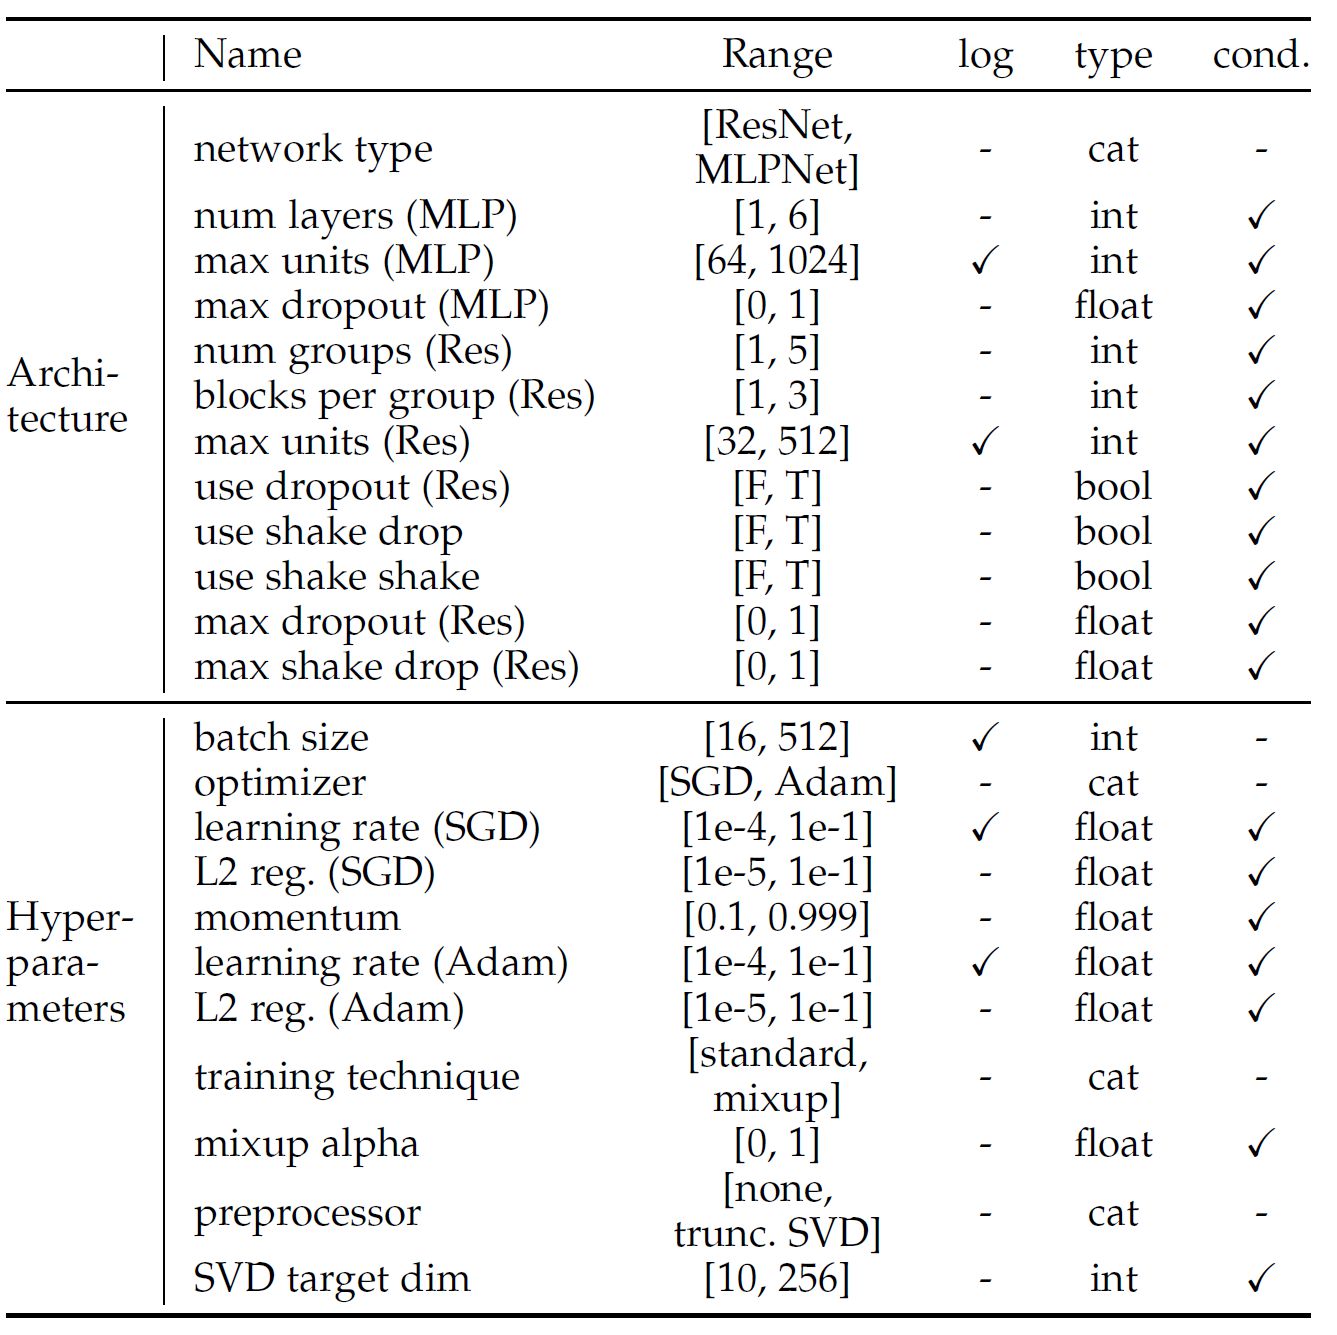 Name Range log type cond.
Archi-
tecture
network type [ResNet, MLPNet] - cat -
num layers (MLP) [1, 6] - int ✓
max units (MLP) [64, 1024] ✓ int ✓
max dropout (MLP) [0, 1] - float ✓
num groups (Res) [1, 5] - int ✓
blocks per group (Res) [1, 3] - int ✓
max units (Res) [32, 512] ✓ int ✓
use dropout (Res) [F, T] - bool ✓
use shake drop [F, T] - bool ✓
use shake shake [F, T] - bool ✓
max dropout (Res) [0, 1] - float ✓
max shake drop (Res) [0, 1] - float ✓
Hyper-
para-
meters
batch size [16, 512] ✓ int -
optimizer [SGD, Adam] - cat -
learning rate (SGD) [1e-4, 1e-1] ✓ float ✓
L2 reg. (SGD) [1e-5, 1e-1] - float ✓
momentum [0.1, 0.999] - float ✓
learning rate (Adam) [1e-4, 1e-1] ✓ float ✓
L2 reg. (Adam) [1e-5, 1e-1] - float ✓
training technique [standard, mixup] - cat -
mixup alpha [0, 1] - float ✓
preprocessor [none, trunc. SVD] - cat -
SVD target dim [10, 256] - int ✓